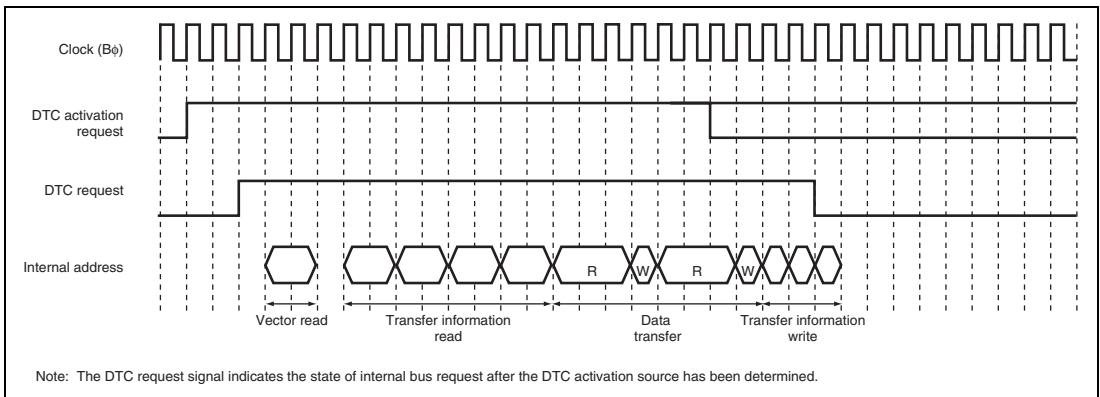 Clock (Bϕ)
DTC activation
request
DTC request
Internal address
R
W
R
W
Vector read
Transfer information
read
Data
transfer
Transfer information
write
Note: The DTC request signal indicates the state of internal bus request after the DTC activation source has been determined.